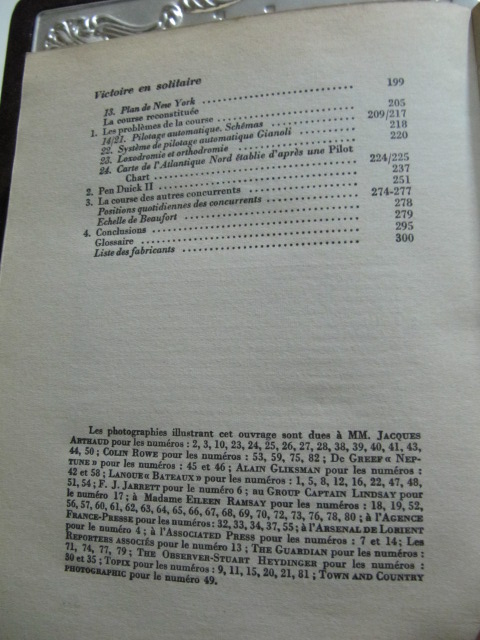 Victoire en solitaire
13. Plan de New York .......... 199
La course reconstituée
1. Les problèmes de la course .......... 205
14/21. Pilotage automatique. Schémas .......... 209/217
22. Système de pilotage automatique Gianoli .......... 218
23. Loxodromie et orthodromie .......... 220
24. Carte de l'Atlantique Nord établie d'après une Pilot
Chart .......... 224/225
2. Pen Duick II .......... 237
3. La course des autres concurrents .......... 251
Positions quotidiennes des concurrents .......... 274-277
Echelle de Beaufort .......... 278
4. Conclusions .......... 279
Glossaire .......... 295
Liste des fabricants .......... 300
Les photographies illustrant cet ouvrage sont dues à MM. JACQUES
ARTHAUD pour les numéros : 2, 3, 10, 23, 24, 25, 26, 27, 28, 38, 39, 40, 41, 43,
44, 50 ; COLIN ROWE pour les numéros : 53, 59, 75, 82 ; DE GREEF « NEP-
TUNE » pour les numéros : 45 et 46 ; ALAIN GLIKSMAN pour les numéros :
42 et 58 ; LANOUE « BATEAUX » pour les numéros : 1, 5, 8, 12, 16, 22, 47, 48,
51, 54 ; F. J. JARRETT pour le numéro 6 ; au GROUP CAPTAIN LINDSAY pour
le numéro 17 ; à Madame EILEEN RAMSAY pour les numéros : 18, 19, 52,
56, 57, 60, 61, 62, 63, 64, 65, 66, 67, 68, 69, 70, 72, 73, 76, 78, 80 ; à l'AGENCE
FRANCE-PRESSE pour les numéros : 32, 33, 34, 37, 55 ; à l'ARSENAL DE LORIENT
pour le numéro 4 ; à l'ASSOCIATED PRESS pour les numéros : 7 et 14 ; LES
REPORTERS ASSOCIÉS pour le numéro 13 ; THE GUARDIAN pour les numéros :
71, 74, 77, 79 ; THE OBSERVER-STUART HEYDINGER pour les numéros :
30 et 35 ; TOPIX pour les numéros : 9, 11, 15, 20, 21, 81 ; TOWN AND COUNTRY
PHOTOGRAPHIC pour le numéro 49.